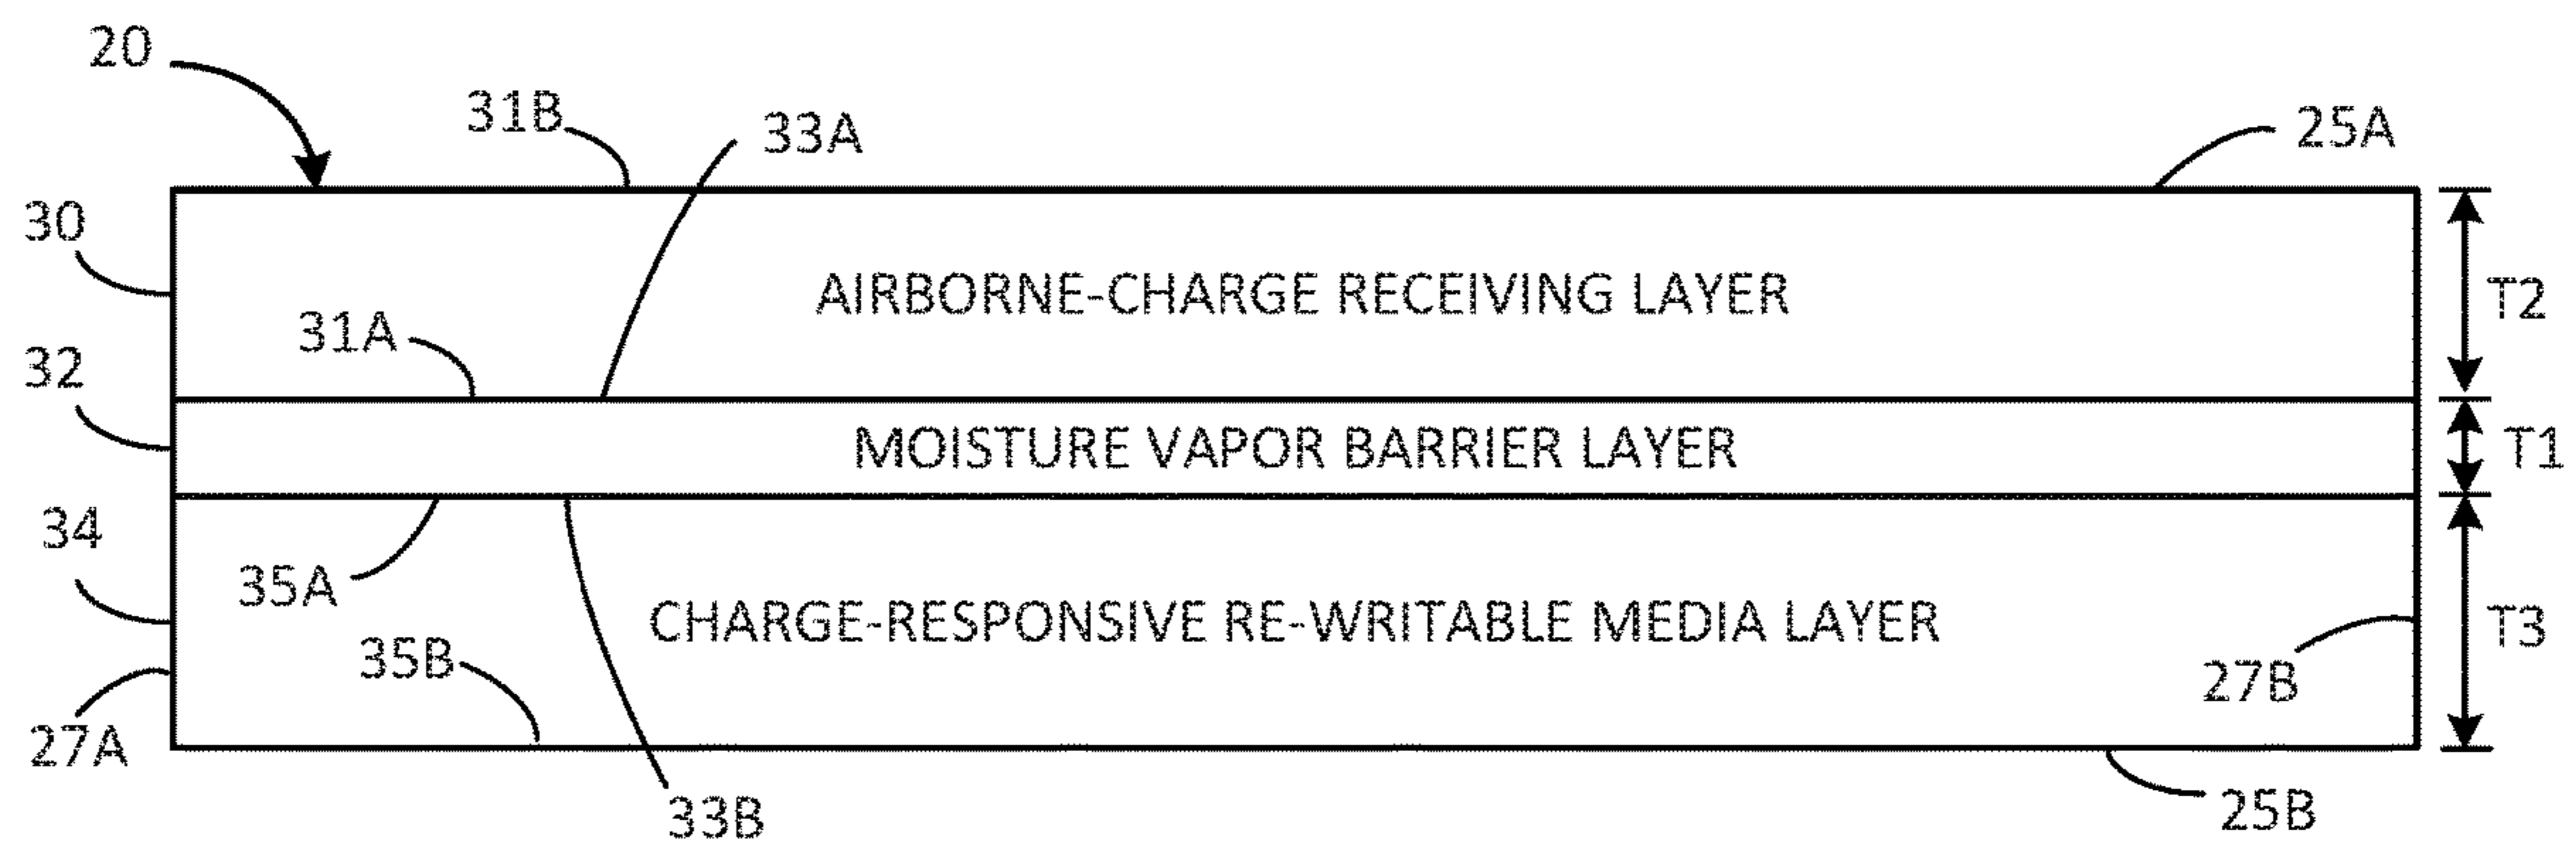 20
31B
33A
25A
30
AIRBORNE-CHARGE RECEIVING LAYER
T2
31A
32
MOISTURE VAPOR BARRIER LAYER
T1
34
35A
CHARGE-RESPONSIVE RE-WRITABLE MEDIA LAYER
T3
35B
27B
27A
33B
25B